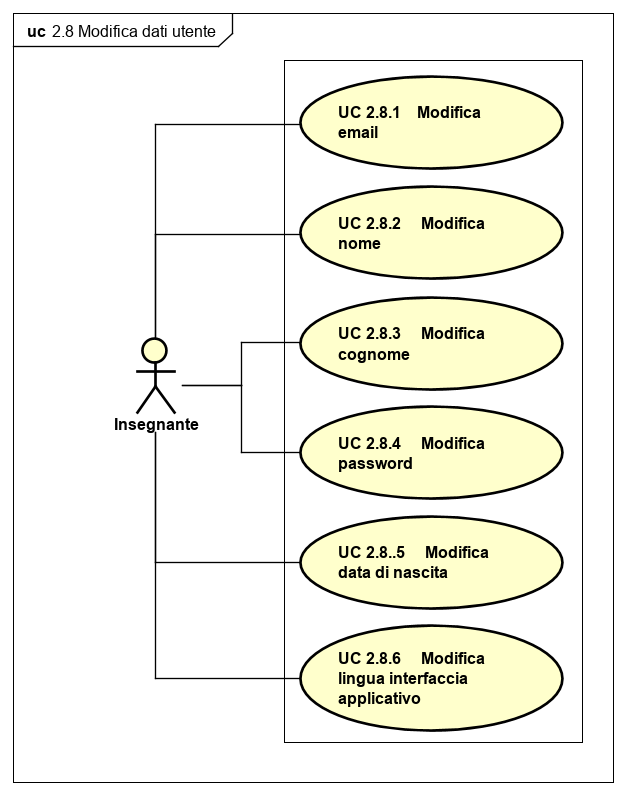 uc 2.8 Modifica dati utente
UC 2.8.1 Modifica
email
UC 2.8.2 Modifica
nome
UC 2.8.3 Modifica
cognome
Insegnante
UC 2.8.4 Modifica
password
UC 2.8..5 Modifica
data di nascita
UC 2.8.6 Modifica
lingua interfaccia
applicativo